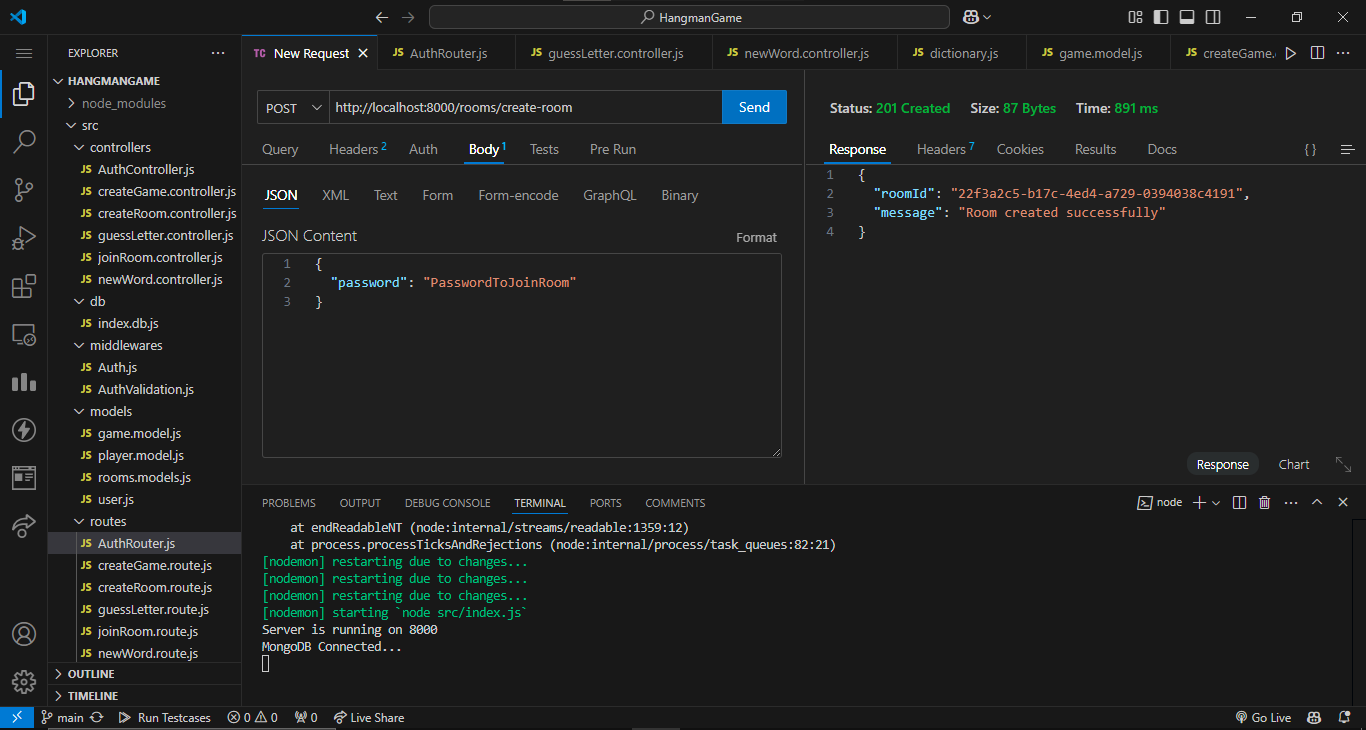 HangmanGame
EXPLORER
HANGMANGAME
node_modules
src
controllers
JS AuthController.js
JS createGame.controller.js
JS createRoom.controller.js
JS guessLetter.controller.js
JS joinRoom.controller.js
JS newWord.controller.js
db
JS index.db.js
middlewares
JS Auth.js
JS AuthValidation.js
models
JS game.model.js
JS player.model.js
JS rooms.models.js
JS user.js
routes
JS AuthRouter.js
JS createGame.route.js
JS createRoom.route.js
JS guessLetter.route.js
JS joinRoom.route.js
JS newWord.route.js
OUTLINE
TIMELINE
TC New Request JS AuthRouter.js JS guessLetter.controller.js JS newWord.controller.js JS dictionary.js JS game.model.js JS createGame.
POST http://localhost:8000/rooms/create-room Send
Query Headers 2 Auth Body 1 Tests Pre Run
JSON XML Text Form Form-encode GraphQL Binary
JSON Content Format
1 {
2 "password": "PasswordToJoinRoom"
3 }
Status: 201 Created Size: 87 Bytes Time: 891 ms
Response Headers 7 Cookies Results Docs { }
1 {
2 "roomId": "22f3a2c5-b17c-4ed4-a729-0394038c4191",
3 "message": "Room created successfully"
4 }
Response Chart
PROBLEMS OUTPUT DEBUG CONSOLE TERMINAL PORTS COMMENTS node
at endReadableNT (node:internal/streams/readable:1359:12)
at process.processTicksAndRejections (node:internal/process/task_queues:82:21)
[nodemon] restarting due to changes...
[nodemon] restarting due to changes...
[nodemon] restarting due to changes...
[nodemon] starting `node src/index.js`
Server is running on 8000
MongoDB Connected...
main Run Testcases 0 0 0 Live Share Go Live